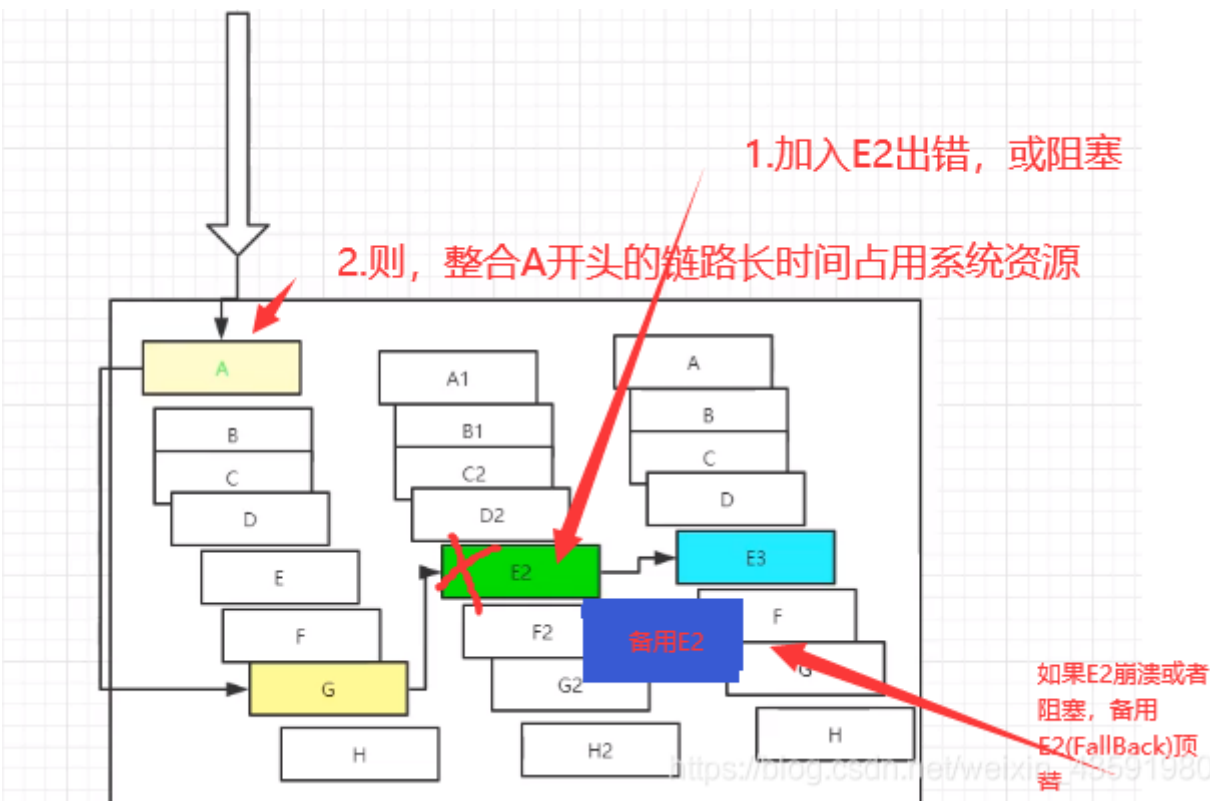 1.加入E2出错，或阻塞
2.则，整合A开头的链路长时间占用系统资源
A
B
C
D
E
F
G
H
A1
B1
C2
D2
E2
F2
G2
H2
A
B
C
D
E3
F
G
H
备用E2
如果E2崩溃或者
阻塞，备用
E2(FallBack)顶
替
https://blog.csdn.net/weixin_48591980